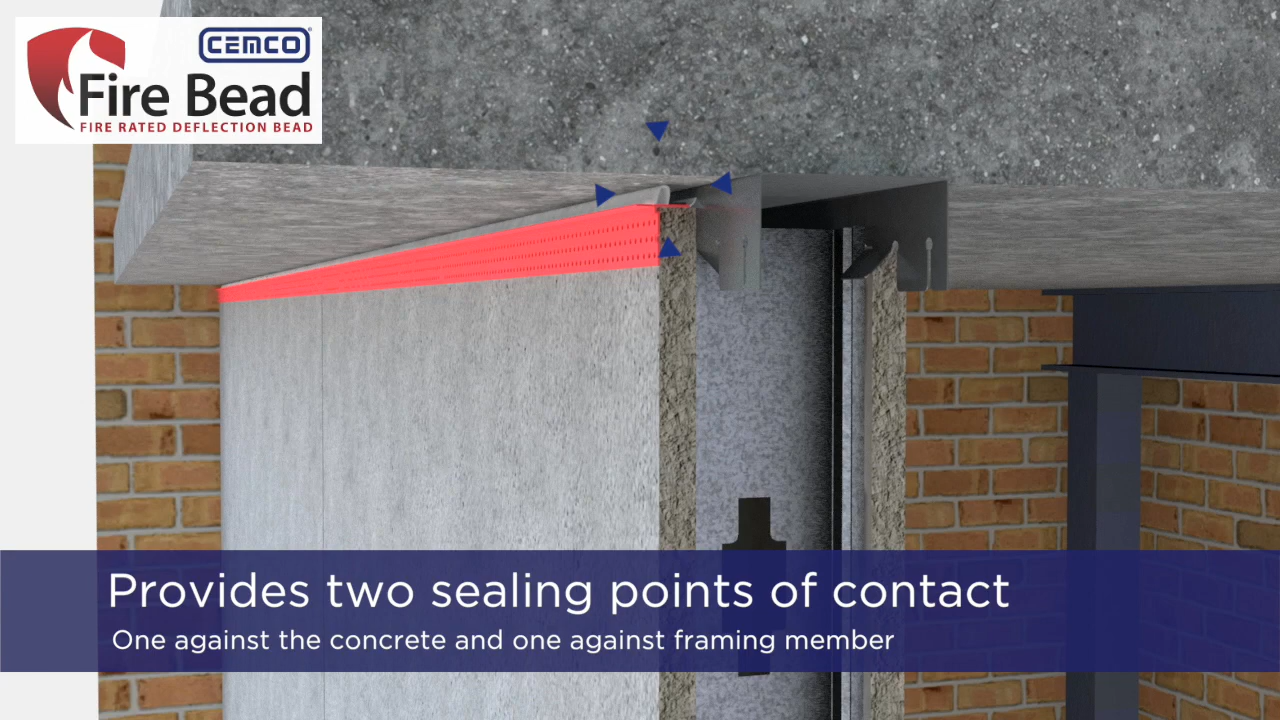 CEMCO®
Fire Bead
FIRE RATED DEFLECTION BEAD
Provides two sealing points of contact
One against the concrete and one against framing member